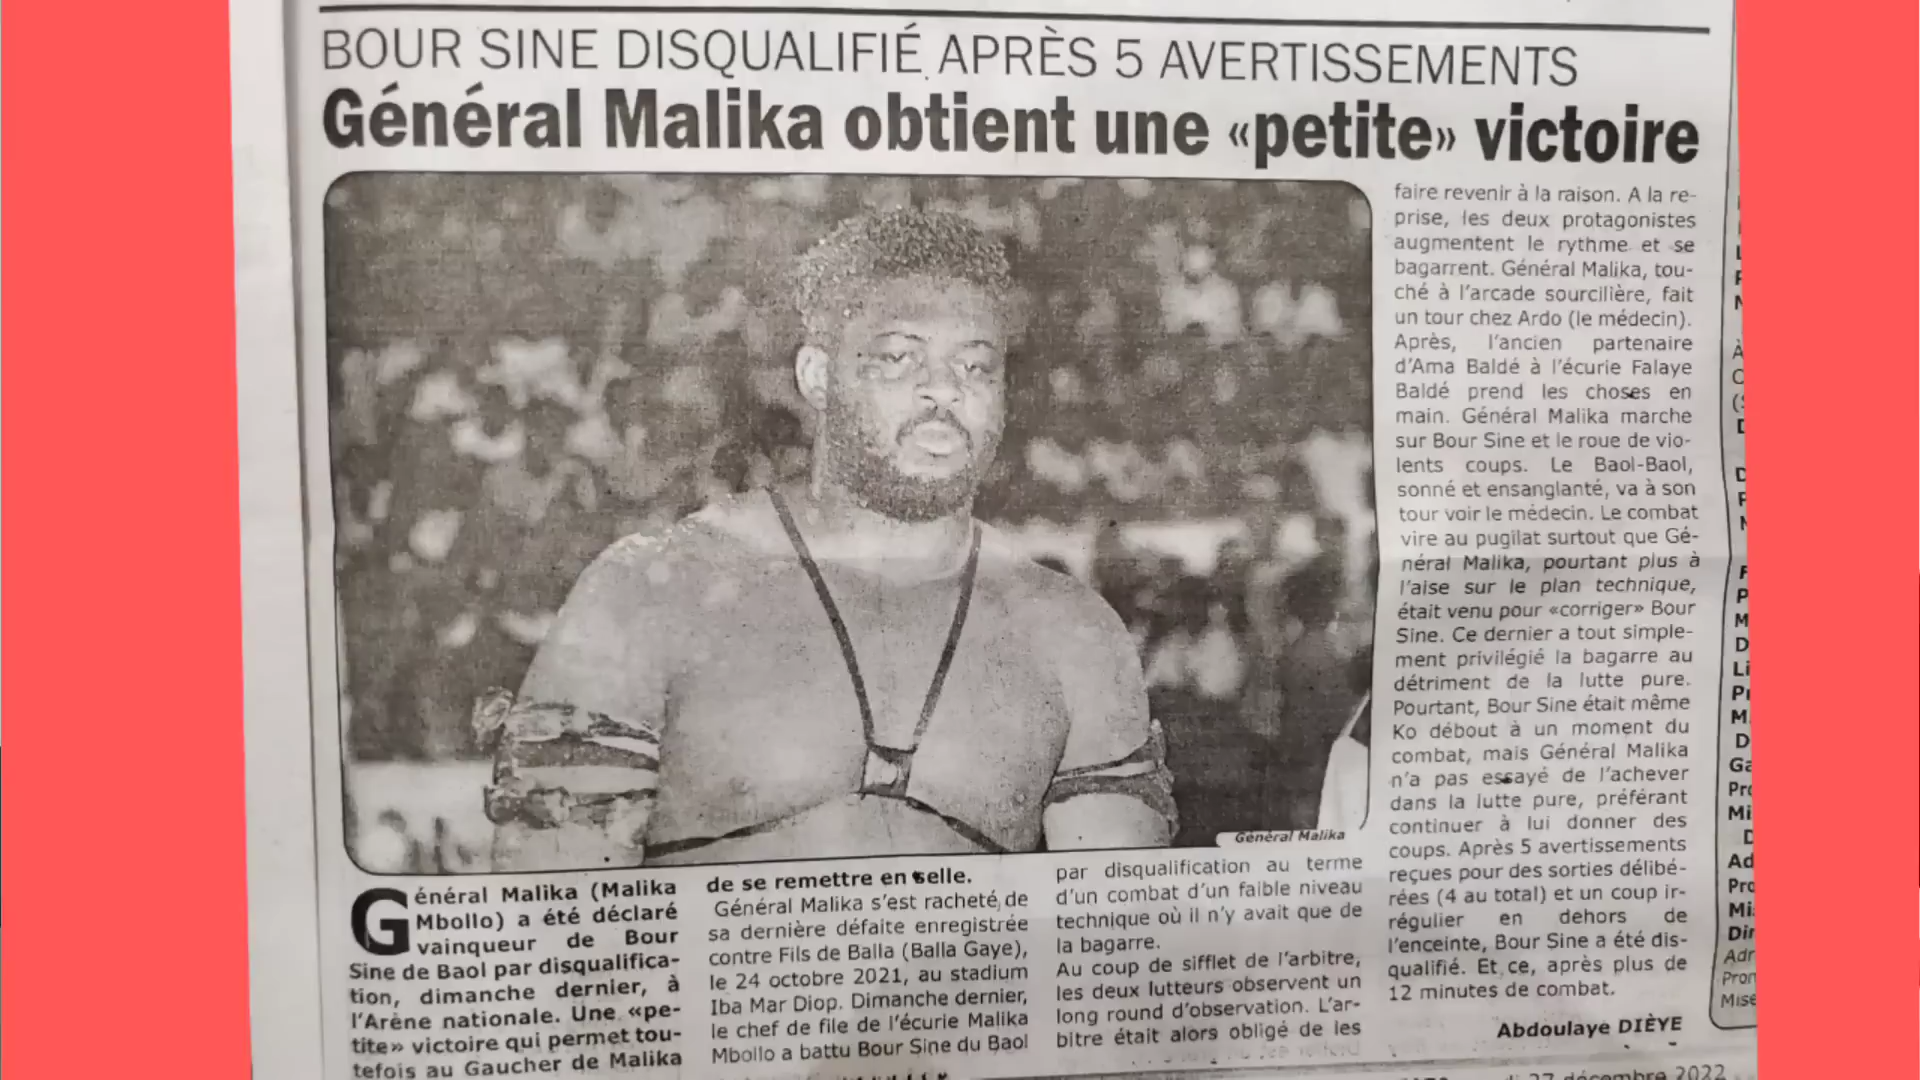 BOUR SINE DISQUALIFIÉ APRÈS 5 AVERTISSEMENTS
Général Malika obtient une «petite» victoire
Général Malika
Général Malika (Malika
Mbollo) a été déclaré
vainqueur de Bour
Sine de Baol par disqualifica-
tion, dimanche dernier, à
l'Arène nationale. Une «pe-
tite» victoire qui permet tou-
tefois au Gaucher de Malika
de se remettre en selle.
Général Malika s'est racheté de
sa dernière défaite enregistrée
contre Fils de Balla (Balla Gaye),
le 24 octobre 2021, au stadium
Iba Mar Diop. Dimanche dernier,
le chef de file de l'écurie Malika
Mbollo a battu Bour Sine du Baol
par disqualification au terme
d'un combat d'un faible niveau
technique où il n'y avait que de
la bagarre.
Au coup de sifflet de l'arbitre,
les deux lutteurs observent un
long round d'observation. L'ar-
bitre était alors obligé de les
faire revenir à la raison. A la re-
prise, les deux protagonistes
augmentent le rythme et se
bagarrent. Général Malika, tou-
ché à l'arcade sourcilière, fait
un tour chez Ardo (le médecin).
Après, l'ancien partenaire
d'Ama Baldé à l'écurie Falaye
Baldé prend les choses en
main. Général Malika marche
sur Bour Sine et le roue de vio-
lents coups. Le Baol-Baol,
sonné et ensanglanté, va à son
tour voir le médecin. Le combat
vire au pugilat surtout que Gé-
néral Malika, pourtant plus à
l'aise sur le plan technique,
était venu pour «corriger» Bour
Sine. Ce dernier a tout simple-
ment privilégié la bagarre au
détriment de la lutte pure.
Pourtant, Bour Sine était même
Ko débout à un moment du
combat, mais Général Malika
n'a pas essayé de l'achever
dans la lutte pure, préférant
continuer à lui donner des
coups. Après 5 avertissements
reçues pour des sorties délibé-
rées (4 au total) et un coup ir-
régulier en dehors de
l'enceinte, Bour Sine a été dis-
qualifié. Et ce, après plus de
12 minutes de combat.
Abdoulaye DIÈYE
27 décembre 2022